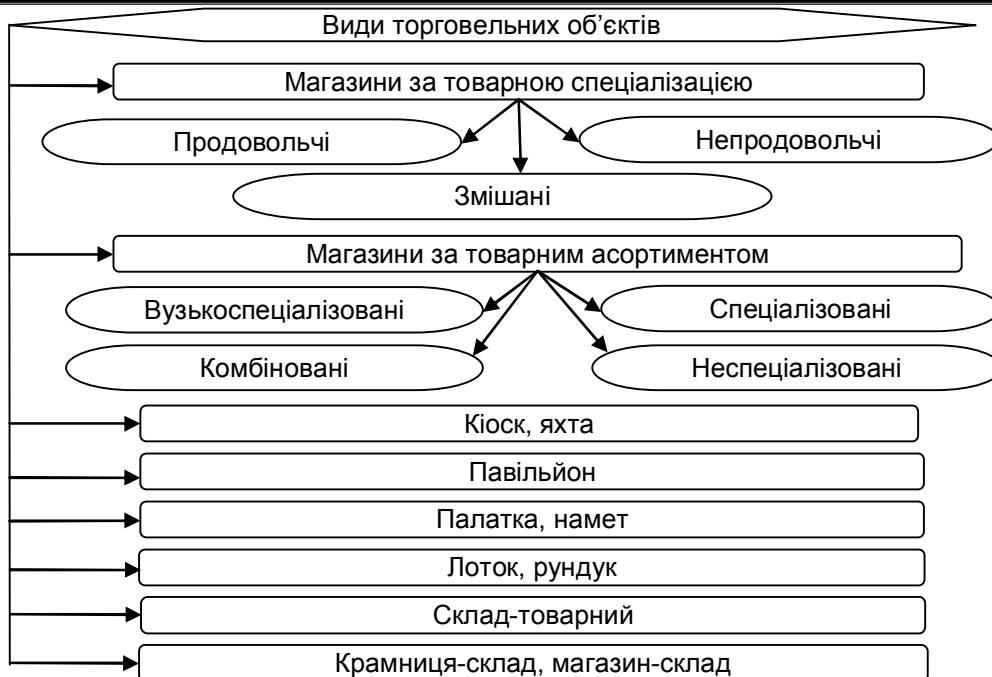 Види торговельних об’єктів
Магазини за товарною спеціалізацією
Продовольчі
Непродовольчі
Змішані
Магазини за товарним асортиментом
Вузькоспеціалізовані
Спеціалізовані
Комбіновані
Неспеціалізовані
Кіоск, яхта
Павільйон
Палатка, намет
Лоток, рундук
Склад-товарний
Крамниця-склад, магазин-склад